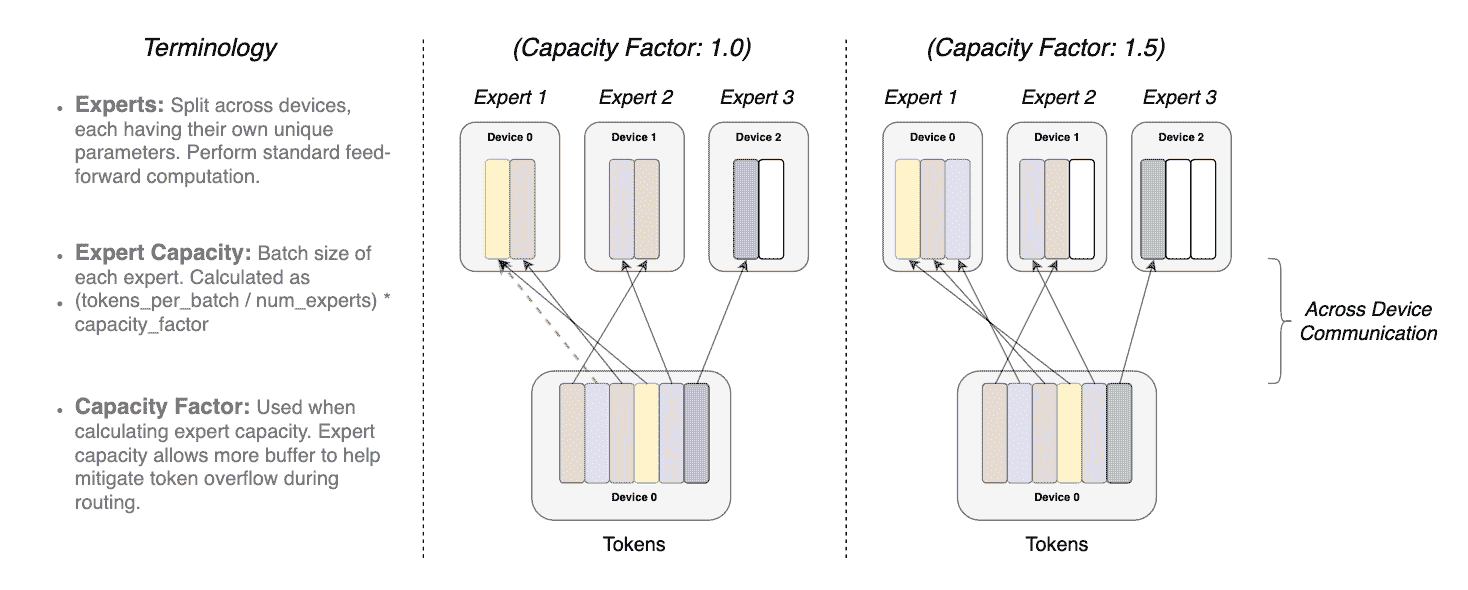 Terminology
• Experts: Split across devices,
each having their own unique
parameters. Perform standard feed-
forward computation.
• Expert Capacity: Batch size of
each expert. Calculated as
• (tokens_per_batch / num_experts) *
capacity_factor
• Capacity Factor: Used when
calculating expert capacity. Expert
capacity allows more buffer to help
mitigate token overflow during
routing.
(Capacity Factor: 1.0)
Expert 1
Expert 2
Expert 3
Device 0
Device 1
Device 2
Device 0
Tokens
(Capacity Factor: 1.5)
Expert 1
Expert 2
Expert 3
Device 0
Device 1
Device 2
Device 0
Tokens
Across Device
Communication